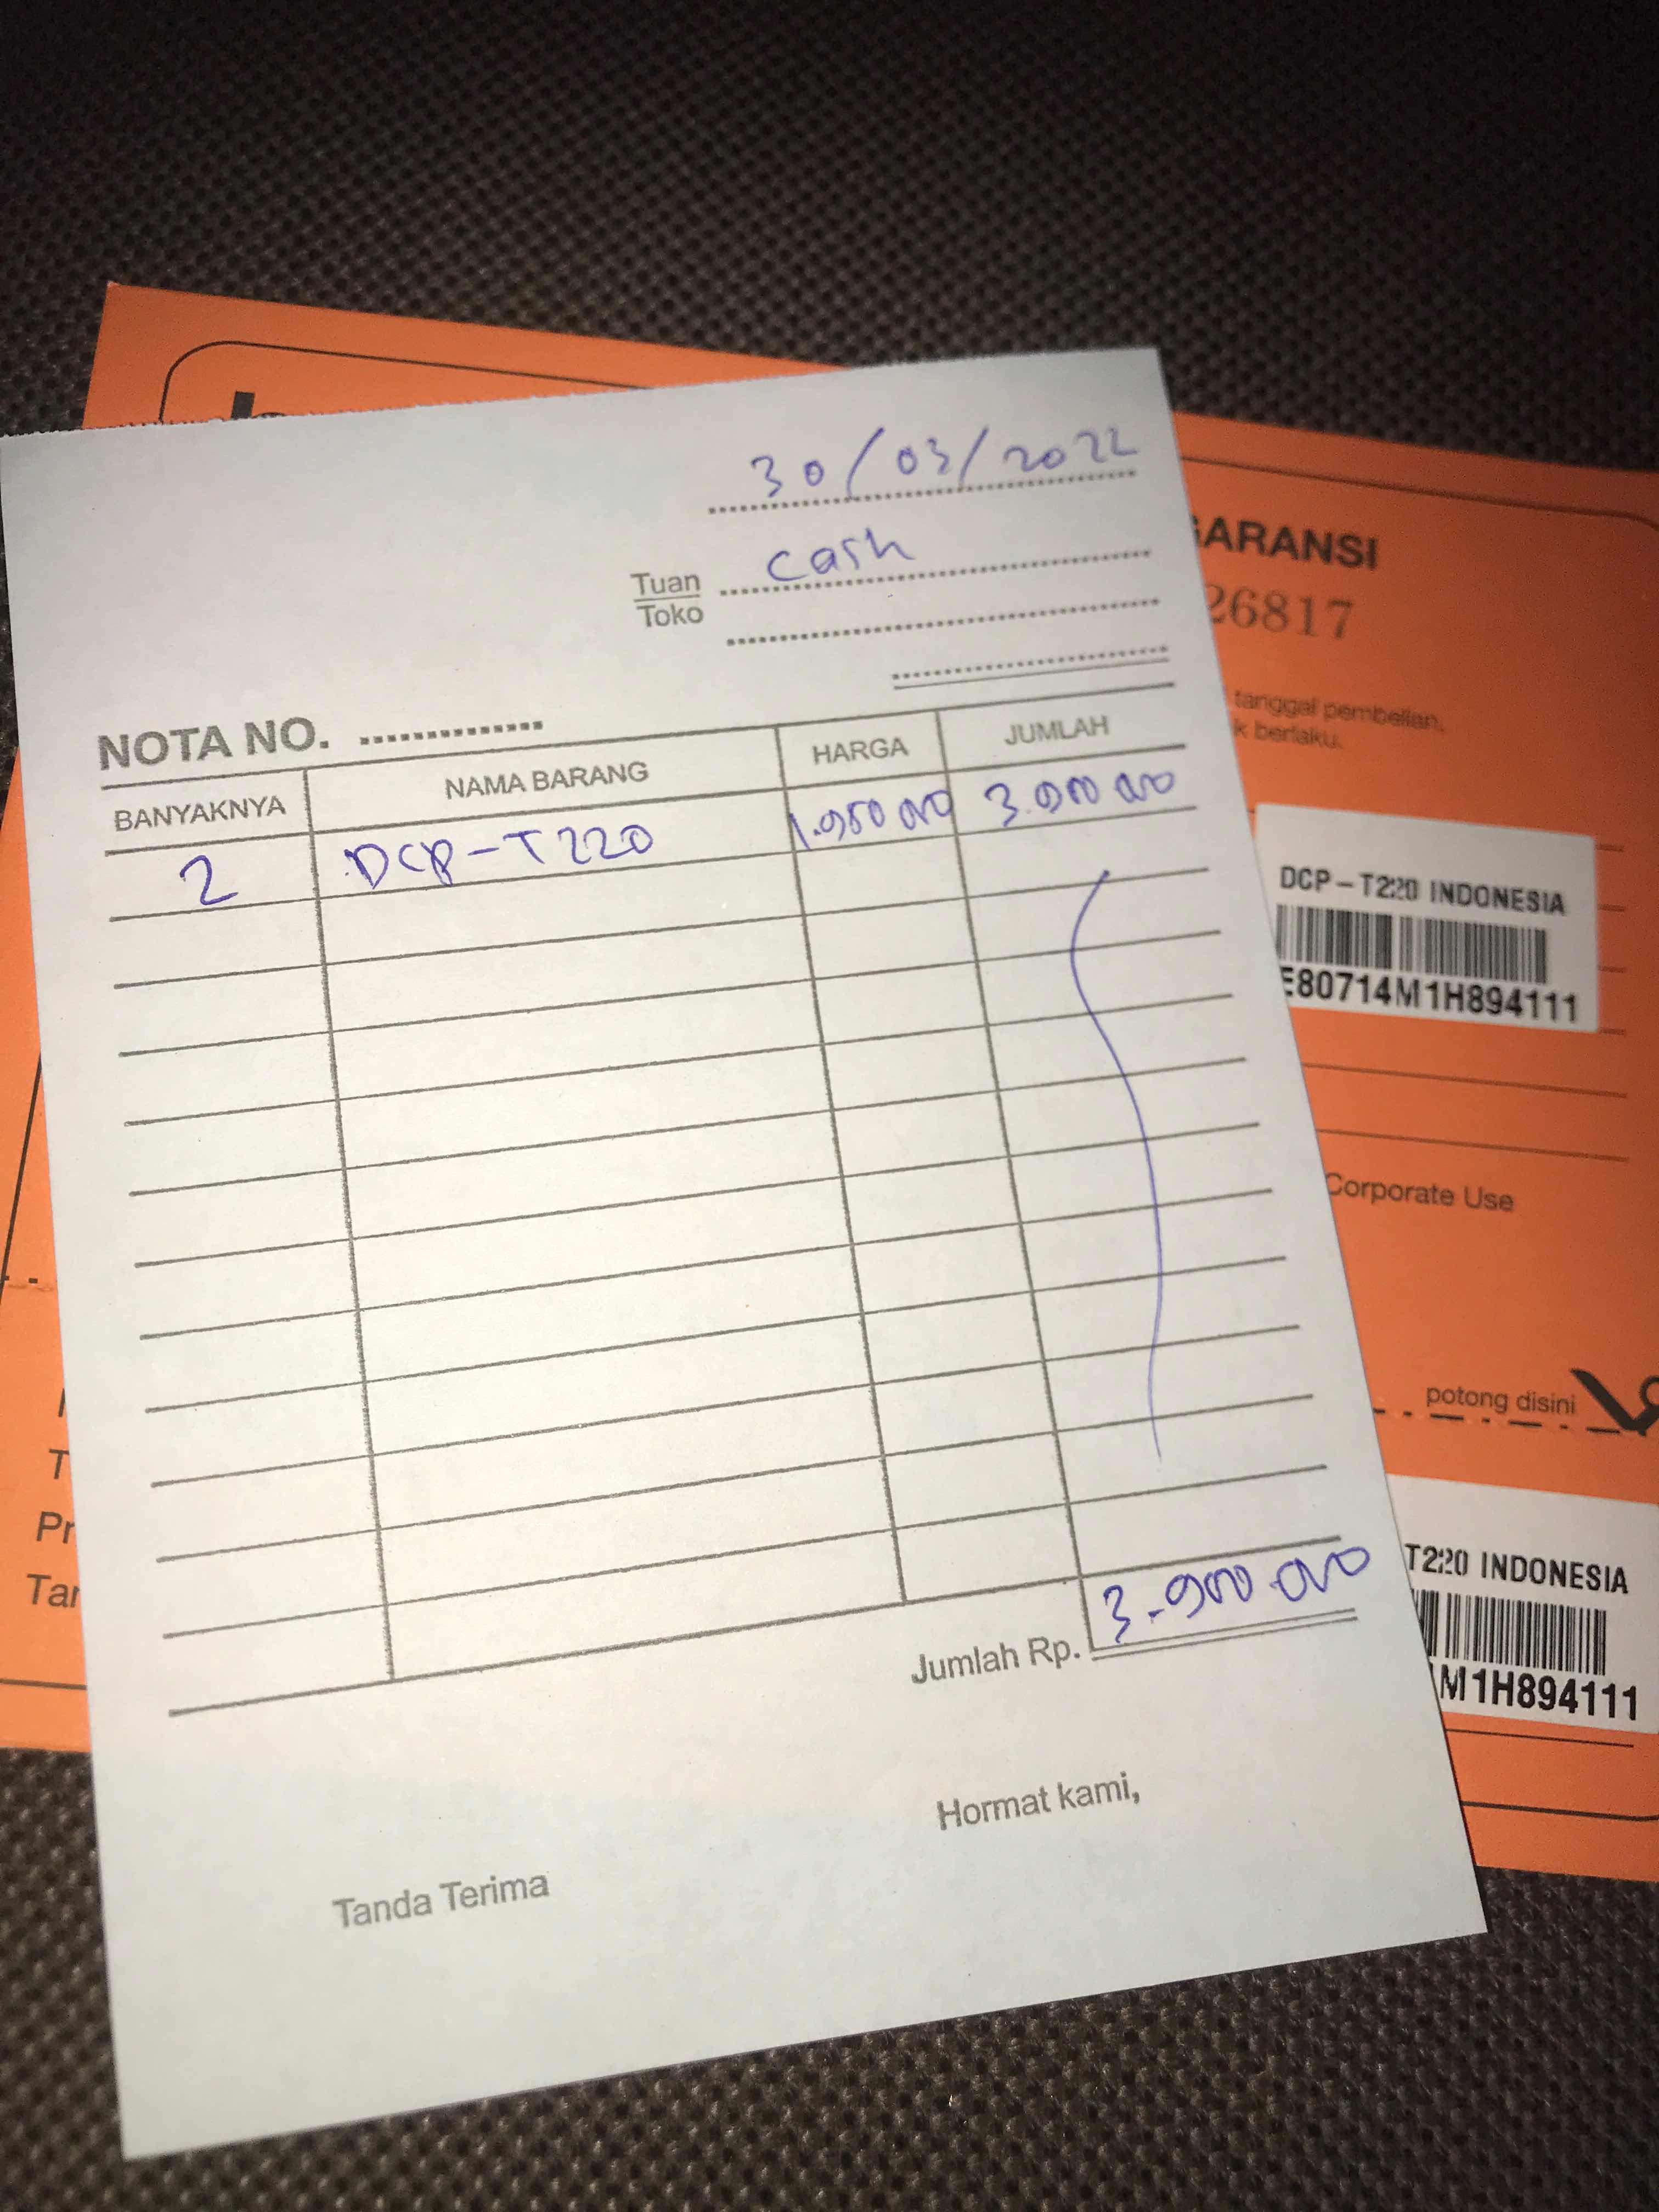 30/03/2022
Tuan cash
Toko
NOTA NO.
BANYAKNYA NAMA BARANG HARGA JUMLAH
2 DCP-T220 1.950.000 3.900.000
Jumlah Rp. 3.900.000
Tanda Terima
Hormat kami,
GARANSI
26817
tanggal pembelian.
k berlaku.
DCP-T220 INDONESIA
E80714M1H894111
Corporate Use
potong disini
T220 INDONESIA
M1H894111
T
Pr
Tan